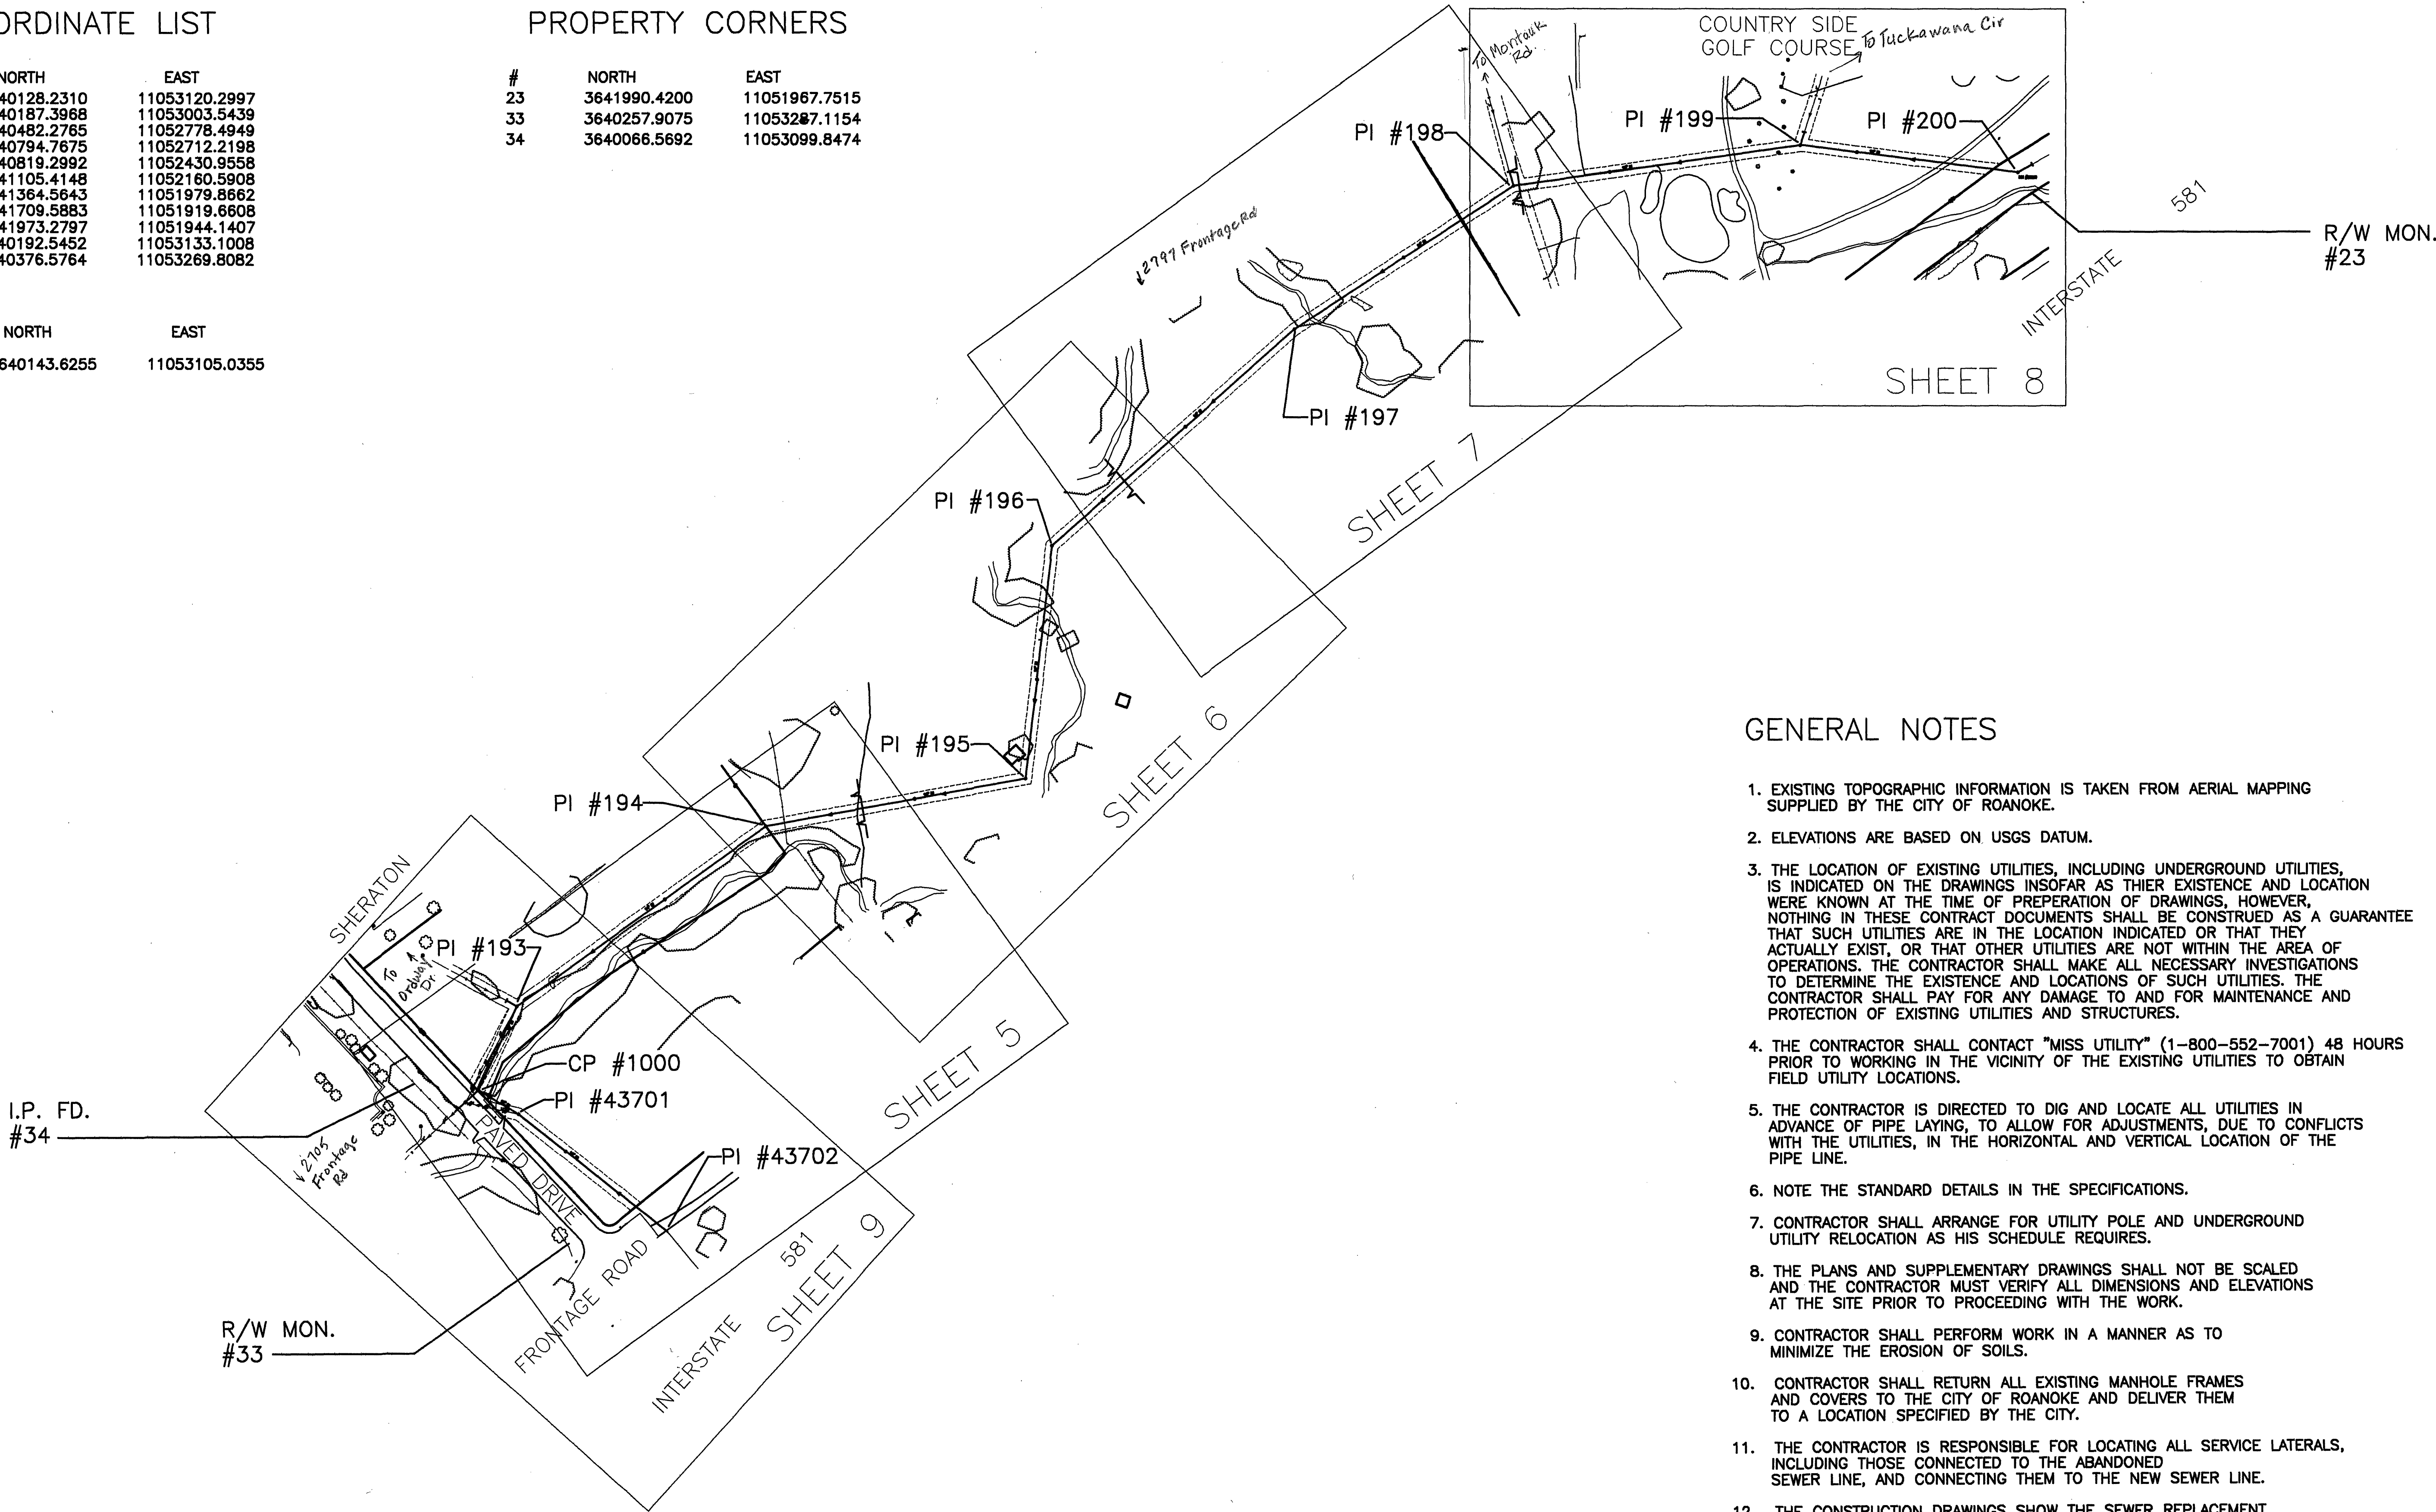 ORDINATE LIST
NORTH EAST
40128.2310 11053120.2997
40187.3968 11053003.5439
40482.2765 11052778.4949
40794.7675 11052712.2198
40819.2992 11052430.9558
41105.4148 11052160.5908
41364.5643 11051979.8662
41709.5883 11051919.6608
41973.2797 11051944.1407
40192.5452 11053133.1008
40376.5764 11053269.8082
NORTH EAST
640143.6255 11053105.0355
PROPERTY CORNERS
# NORTH EAST
23 3641990.4200 11051967.7515
33 3640257.9075 11053287.1154
34 3640066.5692 11053099.8474
COUNTRY SIDE
GOLF COURSE
To Tuckawana Cir
To Montauk
Rd.
PI #198
PI #199
PI #200
581
R/W MON.
#23
INTERSTATE
SHEET 8
↓2797 Frontage Rd
PI #197
SHEET 7
PI #196
PI #195
SHEET 6
PI #194
SHERATON
PI #193
To
Ordway
Dr.
CP #1000
PI #43701
SHEET 5
I.P. FD.
#34
↓2705
Frontage
Rd
PAVED DRIVE
PI #43702
581
SHEET 9
FRONTAGE ROAD
INTERSTATE
R/W MON.
#33
GENERAL NOTES
1. EXISTING TOPOGRAPHIC INFORMATION IS TAKEN FROM AERIAL MAPPING
SUPPLIED BY THE CITY OF ROANOKE.
2. ELEVATIONS ARE BASED ON USGS DATUM.
3. THE LOCATION OF EXISTING UTILITIES, INCLUDING UNDERGROUND UTILITIES,
IS INDICATED ON THE DRAWINGS INSOFAR AS THIER EXISTENCE AND LOCATION
WERE KNOWN AT THE TIME OF PREPERATION OF DRAWINGS, HOWEVER,
NOTHING IN THESE CONTRACT DOCUMENTS SHALL BE CONSTRUED AS A GUARANTEE
THAT SUCH UTILITIES ARE IN THE LOCATION INDICATED OR THAT THEY
ACTUALLY EXIST, OR THAT OTHER UTILITIES ARE NOT WITHIN THE AREA OF
OPERATIONS. THE CONTRACTOR SHALL MAKE ALL NECESSARY INVESTIGATIONS
TO DETERMINE THE EXISTENCE AND LOCATIONS OF SUCH UTILITIES. THE
CONTRACTOR SHALL PAY FOR ANY DAMAGE TO AND FOR MAINTENANCE AND
PROTECTION OF EXISTING UTILITIES AND STRUCTURES.
4. THE CONTRACTOR SHALL CONTACT "MISS UTILITY" (1-800-552-7001) 48 HOURS
PRIOR TO WORKING IN THE VICINITY OF THE EXISTING UTILITIES TO OBTAIN
FIELD UTILITY LOCATIONS.
5. THE CONTRACTOR IS DIRECTED TO DIG AND LOCATE ALL UTILITIES IN
ADVANCE OF PIPE LAYING, TO ALLOW FOR ADJUSTMENTS, DUE TO CONFLICTS
WITH THE UTILITIES, IN THE HORIZONTAL AND VERTICAL LOCATION OF THE
PIPE LINE.
6. NOTE THE STANDARD DETAILS IN THE SPECIFICATIONS.
7. CONTRACTOR SHALL ARRANGE FOR UTILITY POLE AND UNDERGROUND
UTILITY RELOCATION AS HIS SCHEDULE REQUIRES.
8. THE PLANS AND SUPPLEMENTARY DRAWINGS SHALL NOT BE SCALED
AND THE CONTRACTOR MUST VERIFY ALL DIMENSIONS AND ELEVATIONS
AT THE SITE PRIOR TO PROCEEDING WITH THE WORK.
9. CONTRACTOR SHALL PERFORM WORK IN A MANNER AS TO
MINIMIZE THE EROSION OF SOILS.
10. CONTRACTOR SHALL RETURN ALL EXISTING MANHOLE FRAMES
AND COVERS TO THE CITY OF ROANOKE AND DELIVER THEM
TO A LOCATION SPECIFIED BY THE CITY.
11. THE CONTRACTOR IS RESPONSIBLE FOR LOCATING ALL SERVICE LATERALS,
INCLUDING THOSE CONNECTED TO THE ABANDONED
SEWER LINE, AND CONNECTING THEM TO THE NEW SEWER LINE.
12. THE CONSTRUCTION DRAWINGS SHOW THE SEWER REPLACEMENT